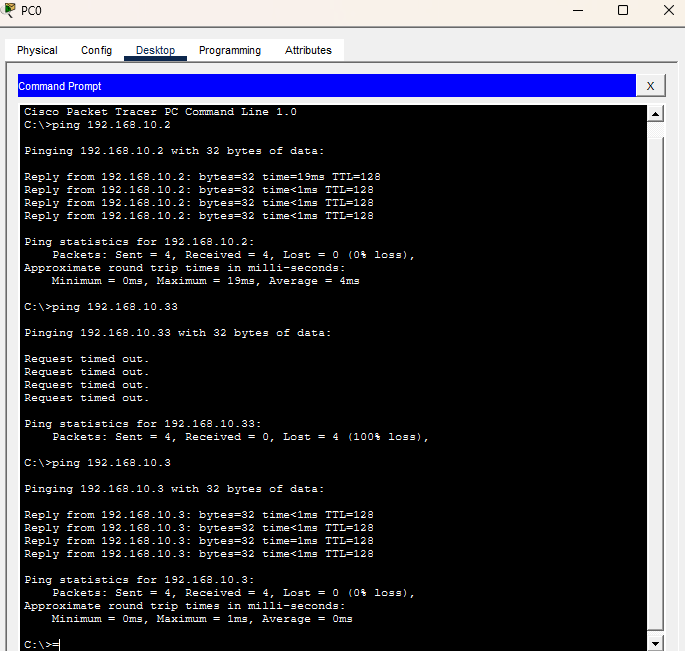 PC0
Physical Config Desktop Programming Attributes
Command Prompt
X
Cisco Packet Tracer PC Command Line 1.0
C:\>ping 192.168.10.2
Pinging 192.168.10.2 with 32 bytes of data:
Reply from 192.168.10.2: bytes=32 time=19ms TTL=128
Reply from 192.168.10.2: bytes=32 time<1ms TTL=128
Reply from 192.168.10.2: bytes=32 time<1ms TTL=128
Reply from 192.168.10.2: bytes=32 time<1ms TTL=128
Ping statistics for 192.168.10.2:
Packets: Sent = 4, Received = 4, Lost = 0 (0% loss),
Approximate round trip times in milli-seconds:
Minimum = 0ms, Maximum = 19ms, Average = 4ms
C:\>ping 192.168.10.33
Pinging 192.168.10.33 with 32 bytes of data:
Request timed out.
Request timed out.
Request timed out.
Request timed out.
Ping statistics for 192.168.10.33:
Packets: Sent = 4, Received = 0, Lost = 4 (100% loss),
C:\>ping 192.168.10.3
Pinging 192.168.10.3 with 32 bytes of data:
Reply from 192.168.10.3: bytes=32 time<1ms TTL=128
Reply from 192.168.10.3: bytes=32 time<1ms TTL=128
Reply from 192.168.10.3: bytes=32 time=1ms TTL=128
Reply from 192.168.10.3: bytes=32 time<1ms TTL=128
Ping statistics for 192.168.10.3:
Packets: Sent = 4, Received = 4, Lost = 0 (0% loss),
Approximate round trip times in milli-seconds:
Minimum = 0ms, Maximum = 1ms, Average = 0ms
C:\>=